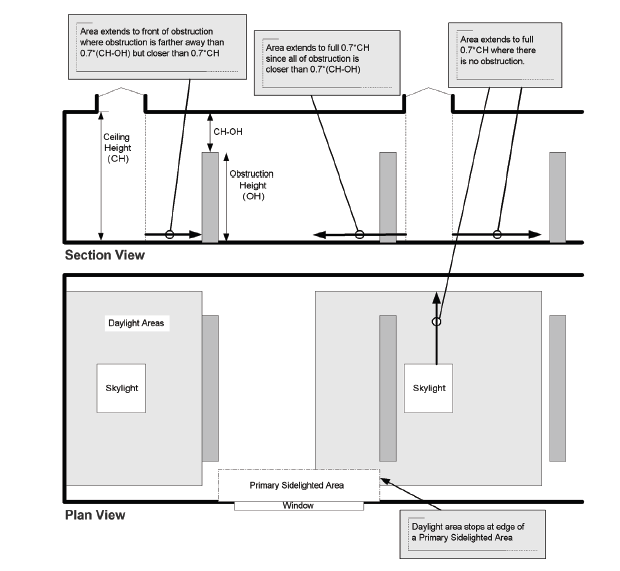 Area extends to front of obstruction
where obstruction is farther away than
0.7*(CH-OH) but closer than 0.7*CH
Area extends to full 0.7*CH
since all of obstruction is
closer than 0.7*(CH-OH)
Area extends to full
0.7*CH where there
is no obstruction.
Ceiling
Height
(CH)
CH-OH
Obstruction
Height
(OH)
Section View
Daylight Areas
Skylight
Skylight
Primary Sidelighted Area
Window
Plan View
Daylight area stops at edge of
a Primary Sidelighted Area